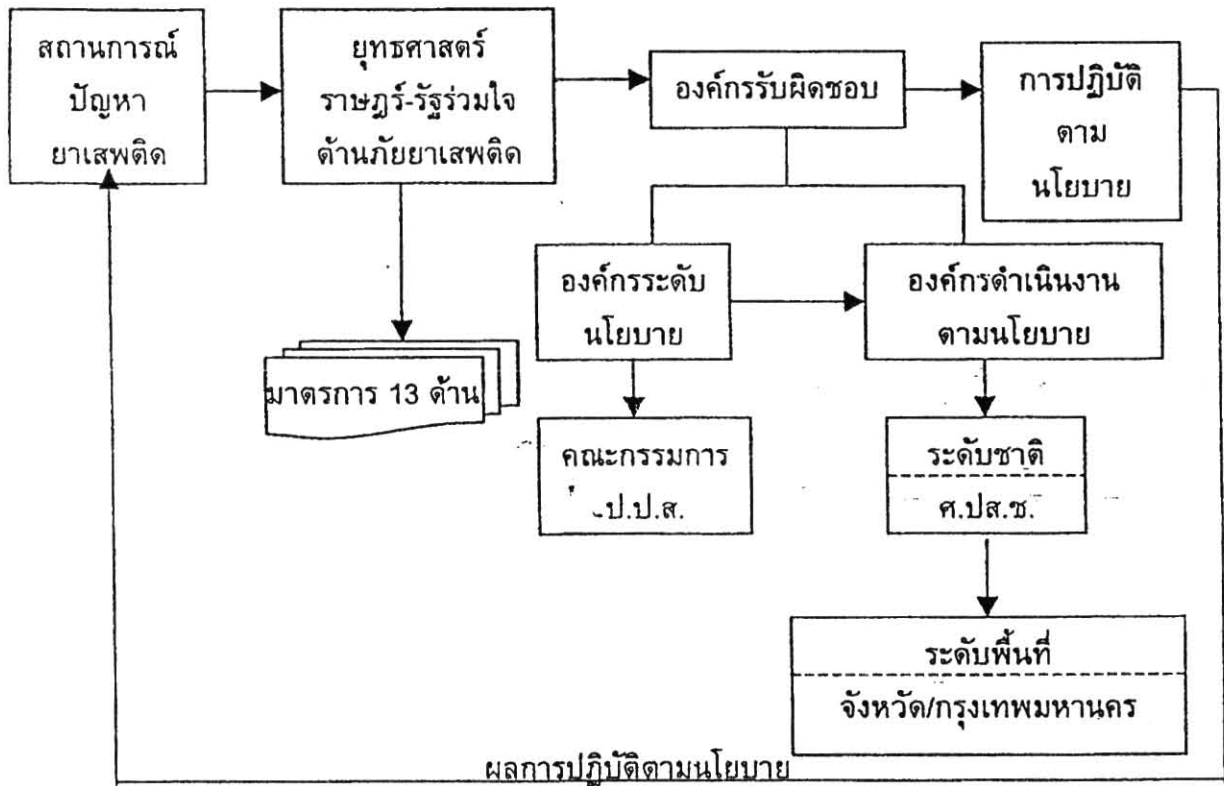 สถานการณ์
ปัญหา
ยาเสพติด
ยุทธศาสตร์
ราษฎร์-รัฐร่วมใจ
ด้านภัยยาเสพติด
องค์กรรับผิดชอบ
การปฏิบัติ
ตาม
นโยบาย
องค์กรระดับ
นโยบาย
องค์กรดำเนินงาน
ตามนโยบาย
มาตรการ 13 ด้าน
คณะกรรมการ
ป.ป.ส.
ระดับชาติ
ศ.ปส.ช.
ระดับพื้นที่
จังหวัด/กรุงเทพมหานคร
ผลการปฏิบัติตามนโยบาย